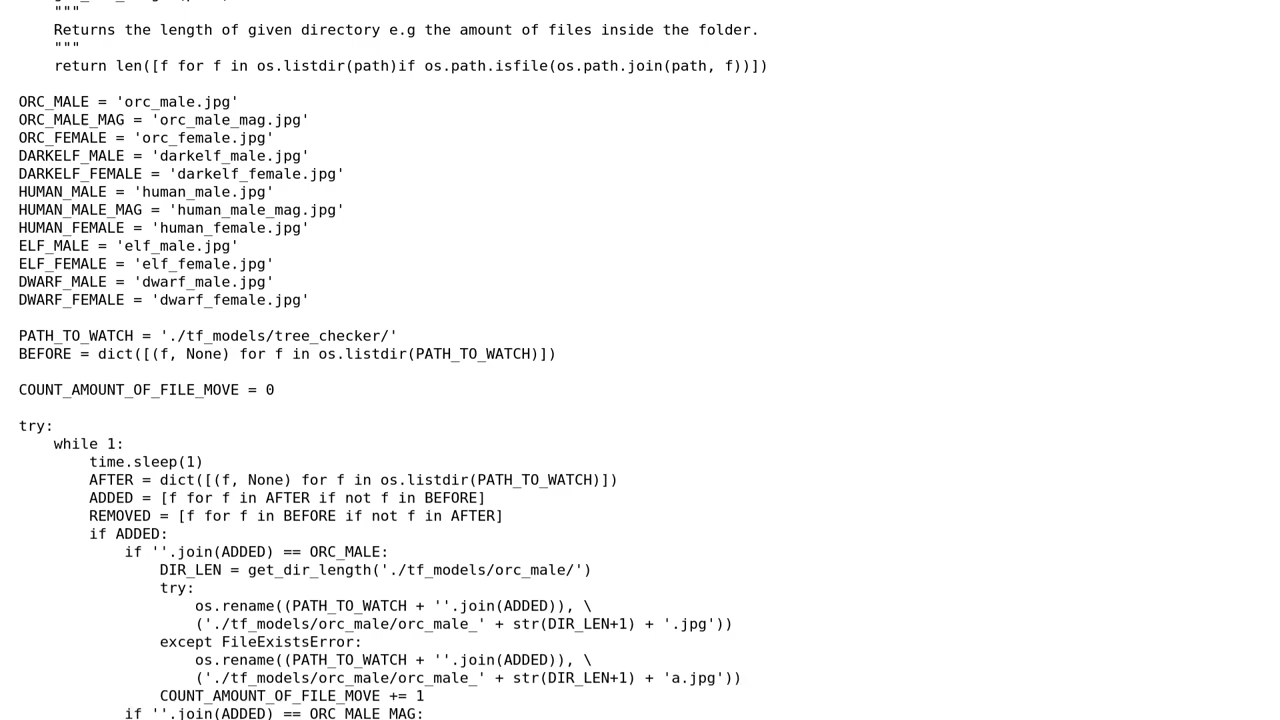 """
Returns the length of given directory e.g the amount of files inside the folder.
"""
return len([f for f in os.listdir(path)if os.path.isfile(os.path.join(path, f))])
ORC_MALE = 'orc_male.jpg'
ORC_MALE_MAG = 'orc_male_mag.jpg'
ORC_FEMALE = 'orc_female.jpg'
DARKELF_MALE = 'darkelf_male.jpg'
DARKELF_FEMALE = 'darkelf_female.jpg'
HUMAN_MALE = 'human_male.jpg'
HUMAN_MALE_MAG = 'human_male_mag.jpg'
HUMAN_FEMALE = 'human_female.jpg'
ELF_MALE = 'elf_male.jpg'
ELF_FEMALE = 'elf_female.jpg'
DWARF_MALE = 'dwarf_male.jpg'
DWARF_FEMALE = 'dwarf_female.jpg'
PATH_TO_WATCH = './tf_models/tree_checker/'
BEFORE = dict([(f, None) for f in os.listdir(PATH_TO_WATCH)])
COUNT_AMOUNT_OF_FILE_MOVE = 0
try:
while 1:
time.sleep(1)
AFTER = dict([(f, None) for f in os.listdir(PATH_TO_WATCH)])
ADDED = [f for f in AFTER if not f in BEFORE]
REMOVED = [f for f in BEFORE if not f in AFTER]
if ADDED:
if ''.join(ADDED) == ORC_MALE:
DIR_LEN = get_dir_length('./tf_models/orc_male/')
try:
os.rename((PATH_TO_WATCH + ''.join(ADDED)), \
('./tf_models/orc_male/orc_male_' + str(DIR_LEN+1) + '.jpg'))
except FileExistsError:
os.rename((PATH_TO_WATCH + ''.join(ADDED)), \
('./tf_models/orc_male/orc_male_' + str(DIR_LEN+1) + 'a.jpg'))
COUNT_AMOUNT_OF_FILE_MOVE += 1
if ''.join(ADDED) == ORC_MALE_MAG: